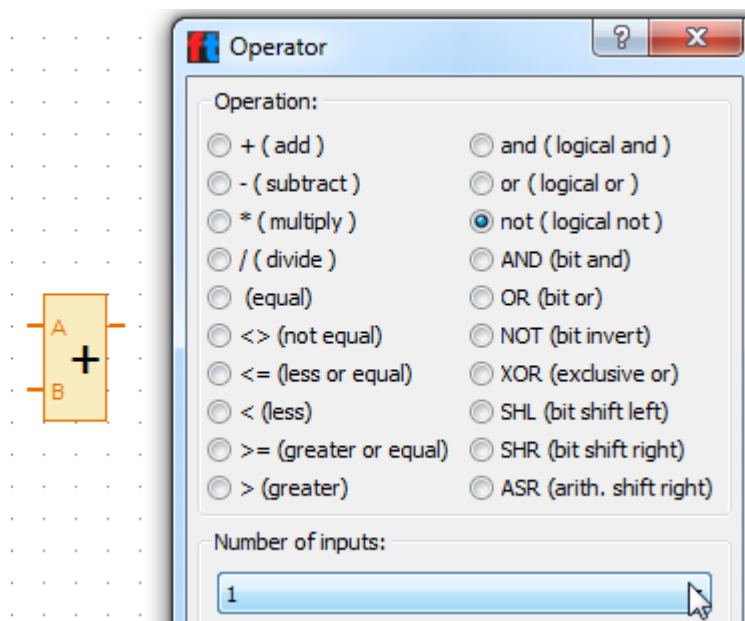 ft Operator ?
Operation:
+ ( add )
- ( subtract )
* ( multiply )
/ ( divide )
(equal)
<> (not equal)
<= (less or equal)
< (less)
>= (greater or equal)
> (greater)
and ( logical and )
or ( logical or )
not ( logical not )
AND (bit and)
OR (bit or)
NOT (bit invert)
XOR (exclusive or)
SHL (bit shift left)
SHR (bit shift right)
ASR (arith. shift right)
A
+
B
Number of inputs:
1